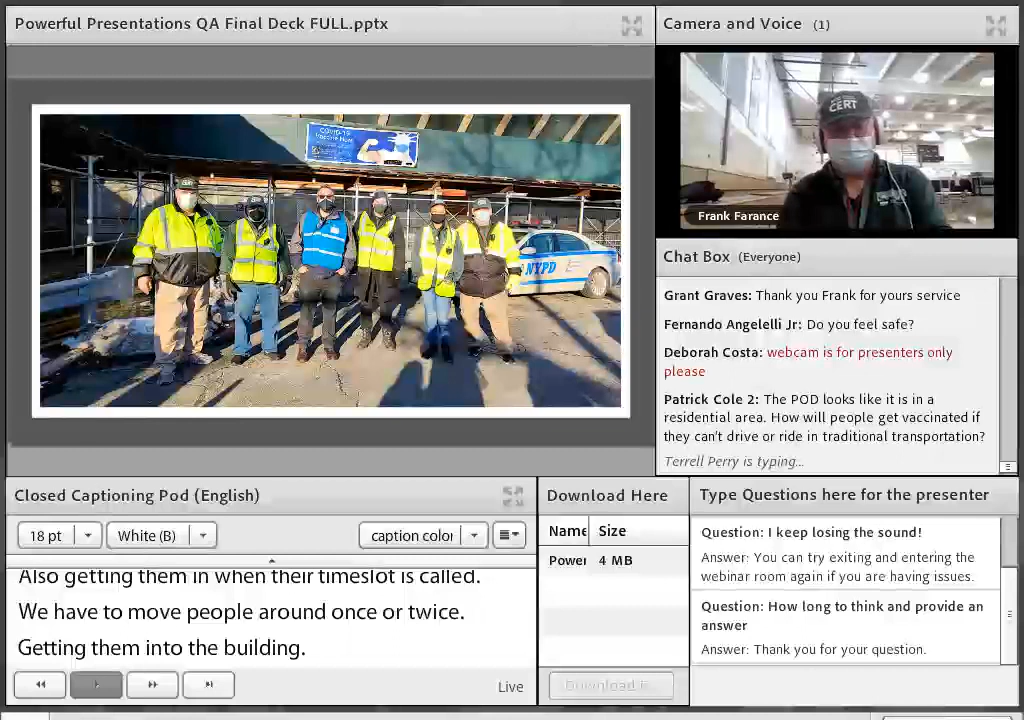 Powerful Presentations QA Final Deck FULL.pptx
COVID-19
Vaccine Now
NYPD
Camera and Voice (1)
CERT
Frank Farance
Chat Box (Everyone)
Grant Graves: Thank you Frank for yours service
Fernando Angelelli Jr: Do you feel safe?
Deborah Costa: webcam is for presenters only
please
Patrick Cole 2: The POD looks like it is in a
residential area. How will people get vaccinated if
they can't drive or ride in traditional transportation?
Terrell Perry is typing...
Closed Captioning Pod (English)
18 pt
White (B)
caption color
Also getting them in when their timeslot is called.
We have to move people around once or twice.
Getting them into the building.
Live
Download Here
Name Size
Power 4 MB
Type Questions here for the presenter
Question: I keep losing the sound!
Answer: You can try exiting and entering the
webinar room again if you are having issues.
Question: How long to think and provide an
answer
Answer: Thank you for your question.